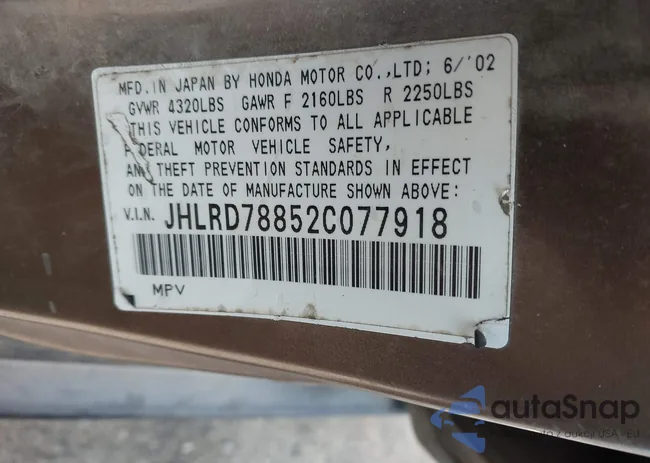 MFD. IN JAPAN BY HONDA MOTOR CO.,LTD; 6/'02
GVWR 4320LBS GAWR F 2160LBS R 2250LBS
THIS VEHICLE CONFORMS TO ALL APPLICABLE
FEDERAL MOTOR VEHICLE SAFETY,
AND THEFT PREVENTION STANDARDS IN EFFECT
ON THE DATE OF MANUFACTURE SHOWN ABOVE:
V.I.N. JHLRD78852C077918
MPV
autoSnap